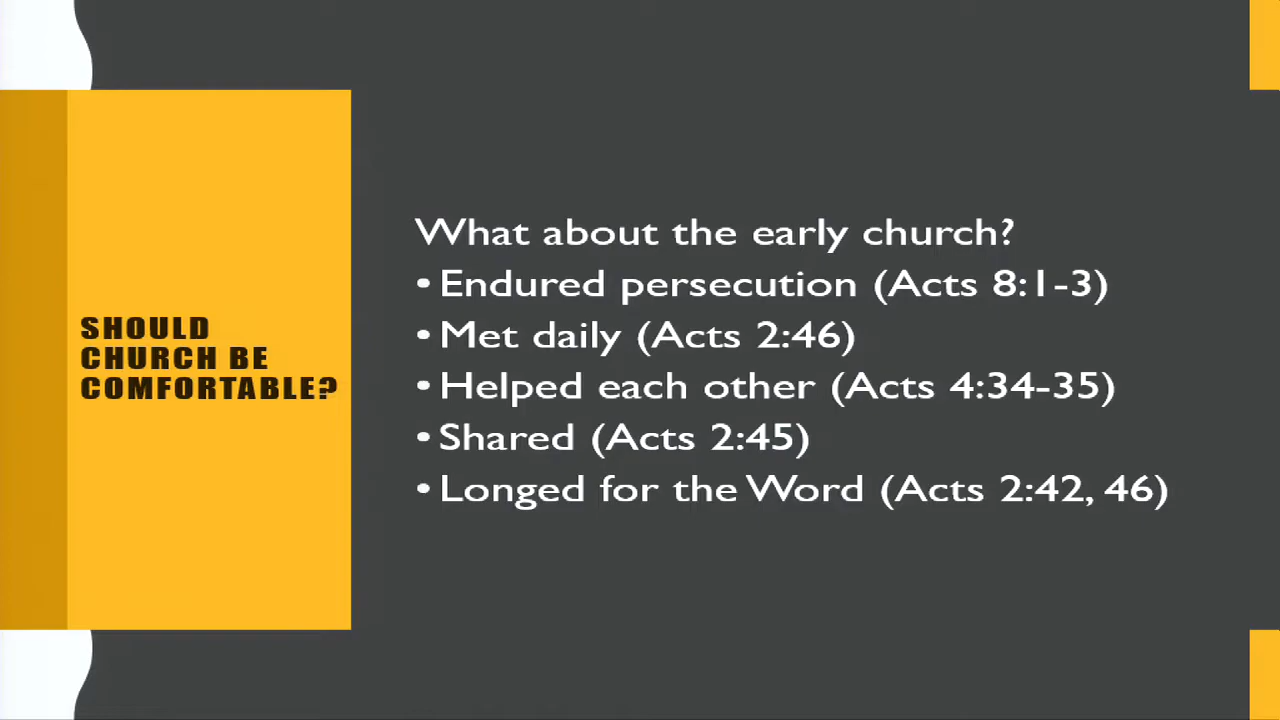 SHOULD
CHURCH BE
COMFORTABLE?
What about the early church?
• Endured persecution (Acts 8:1-3)
• Met daily (Acts 2:46)
• Helped each other (Acts 4:34-35)
• Shared (Acts 2:45)
• Longed for the Word (Acts 2:42, 46)